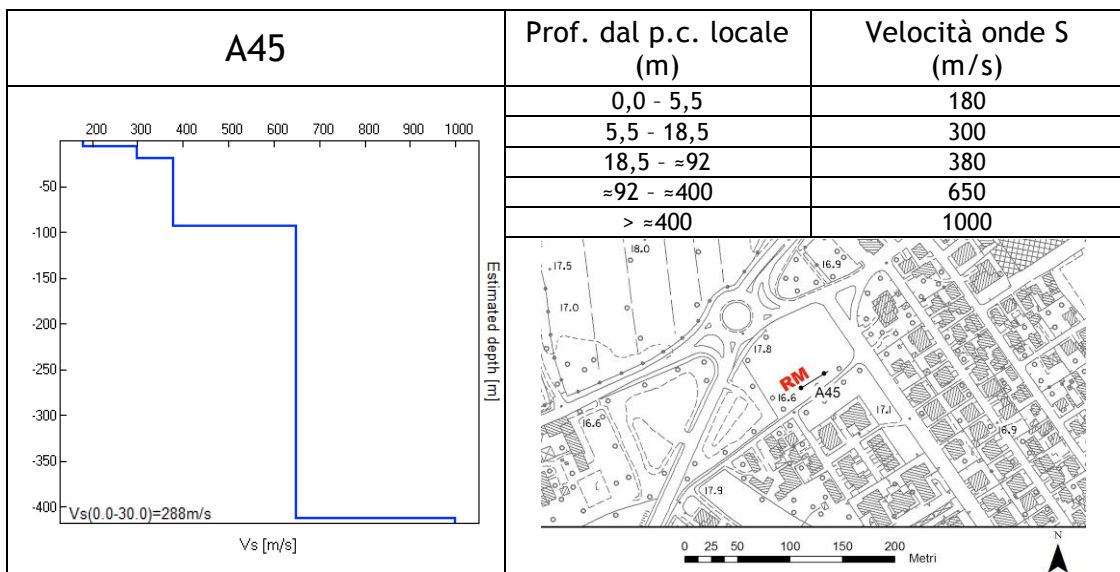 A45
Prof. dal p.c. locale
(m)
Velocità onde S
(m/s)
0,0 - 5,5 180
5,5 - 18,5 300
18,5 - ≈92 380
≈92 - ≈400 650
> ≈400 1000
200 300 400 500 600 700 800 900 1000
-50
-100
-150
-200
-250
-300
-350
-400
Estimated depth [m]
Vs(0.0-30.0)=288m/s
Vs [m/s]
17.5
18.0
16.9
17.0
17.8
RM
A45
16.6
17.1
16.6
16.9
17.9
0 25 50 100 150 200
Metri
N